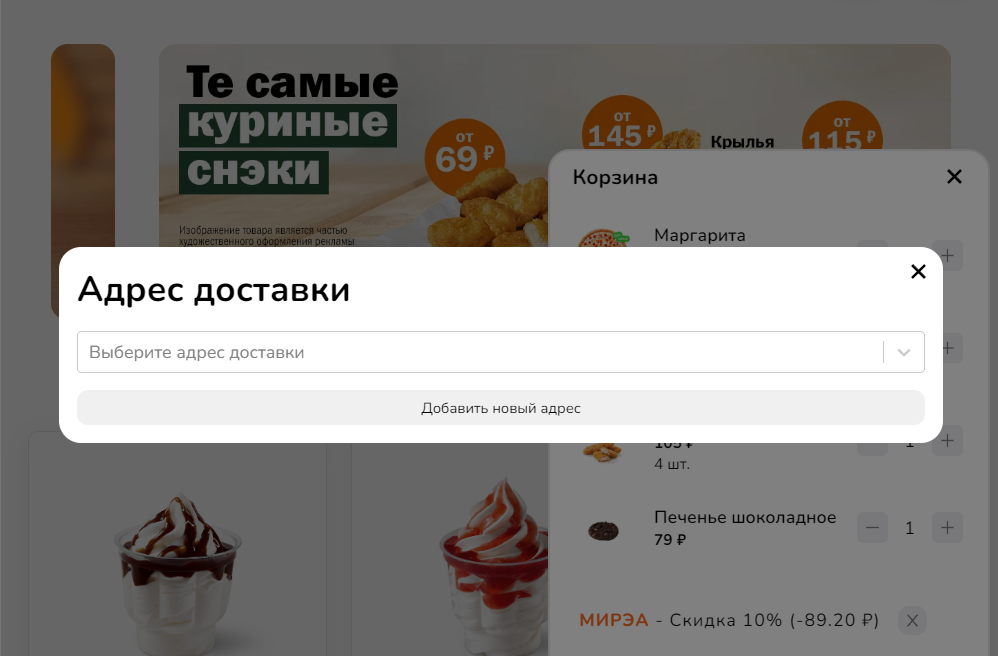 Те самые
куриные
снэки
от
69 ₽
от
145 ₽
Крылья
от
115 ₽
Изображение товара является частью
художественного оформления рекламы
Корзина
Маргарита
Адрес доставки
Выберите адрес доставки
Добавить новый адрес
1
4 шт.
Печенье шоколадное
79 ₽
1
МИРЭА - Скидка 10% (-89.20 ₽)